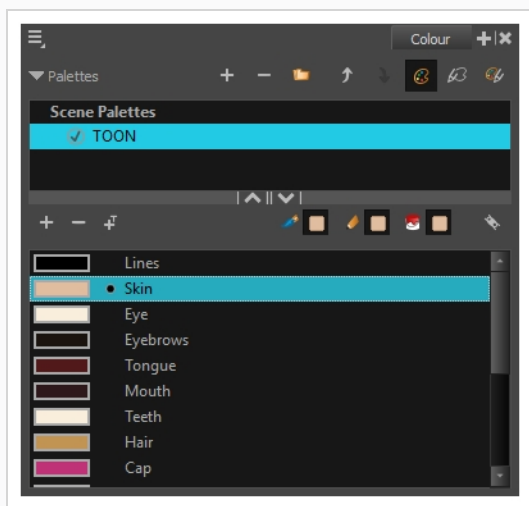 Colour
Palettes
Scene Palettes
TOON
Lines
Skin
Eye
Eyebrows
Tongue
Mouth
Teeth
Hair
Cap